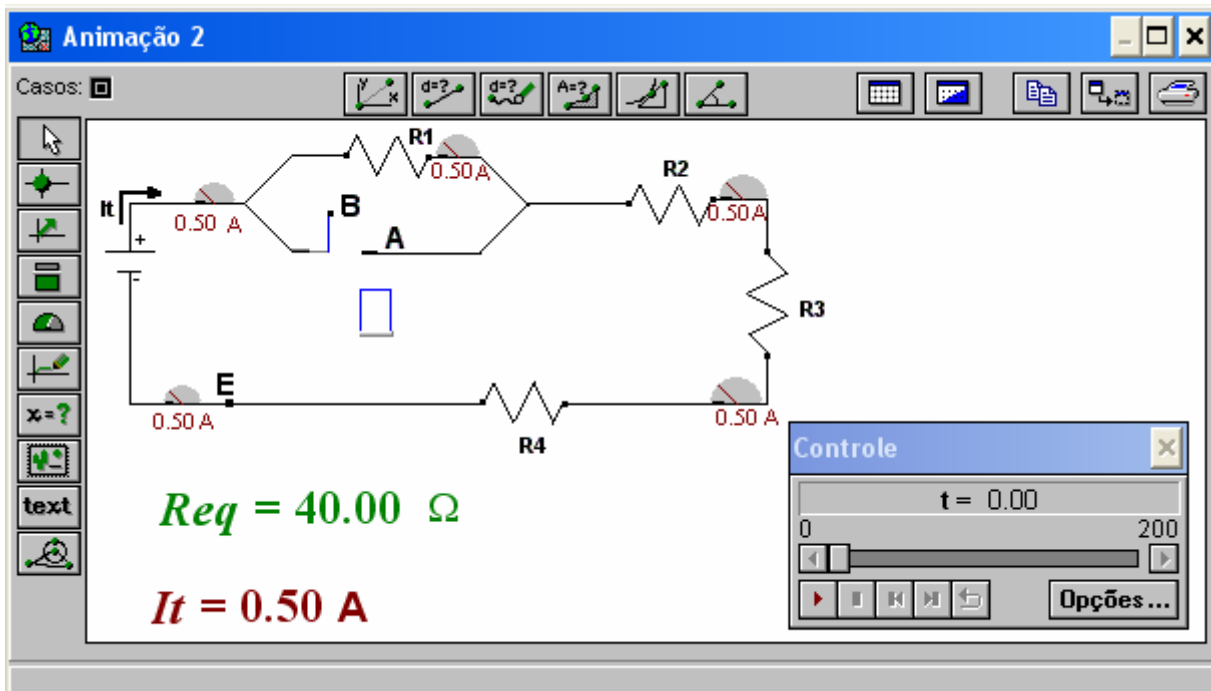 Animação 2
Casos:
y x
d=?
d=?
A=?
R1
0.50 A
R2
0.50 A
It
0.50 A
B
A
+
-
R3
E
0.50 A
R4
0.50 A
x=?
text
Req = 40.00 Ω
It = 0.50 A
Controle
t = 0.00
0 200
Opções...